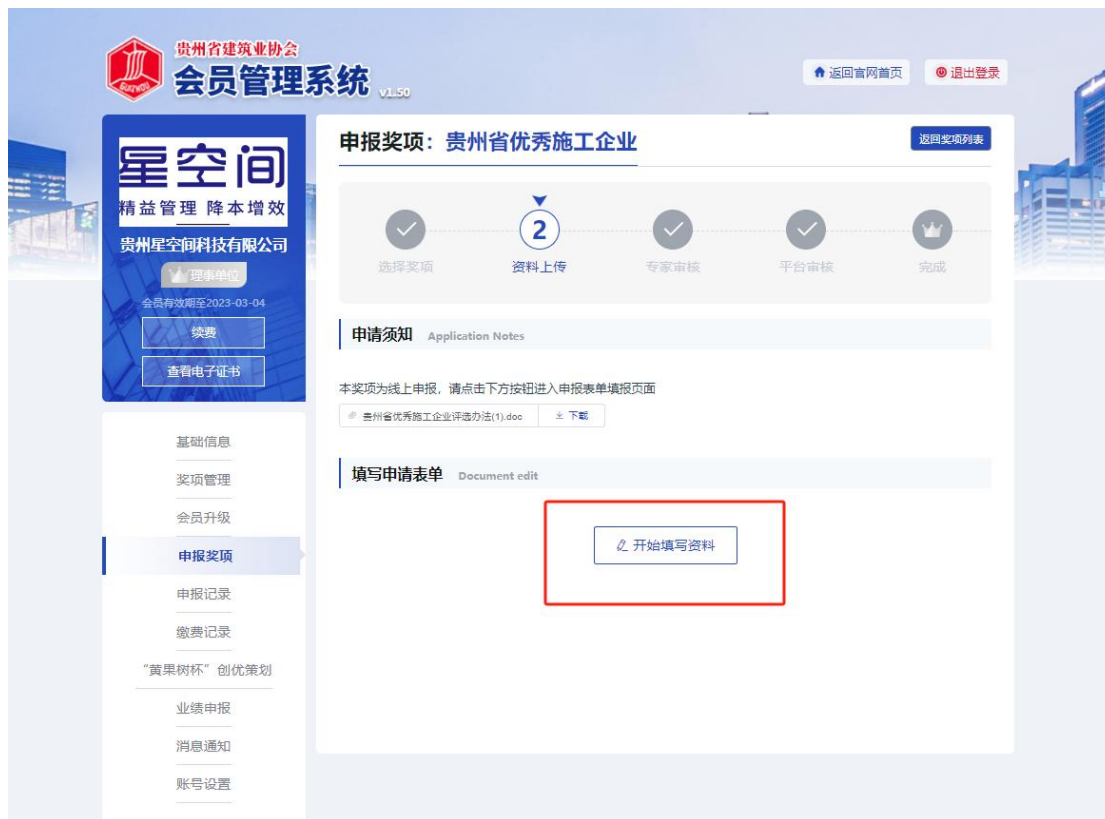 贵州省建筑业协会
会员管理系统 v1.50
返回官网首页
退出登录
星空间
精益管理 降本增效
贵州星空间科技有限公司
理事单位
会员有效期至2023-03-04
续费
查看电子证书
基础信息
奖项管理
会员升级
申报奖项
申报记录
缴费记录
“黄果树杯”创优策划
业绩申报
消息通知
账号设置
申报奖项：贵州省优秀施工企业
返回奖项列表
2
选择奖项
资料上传
专家审核
平台审核
完成
申请须知 Application Notes
本奖项为线上申报，请点击下方按钮进入申报表单填报页面
贵州省优秀施工企业评选办法(1).doc 下载
填写申请表单 Document edit
开始填写资料